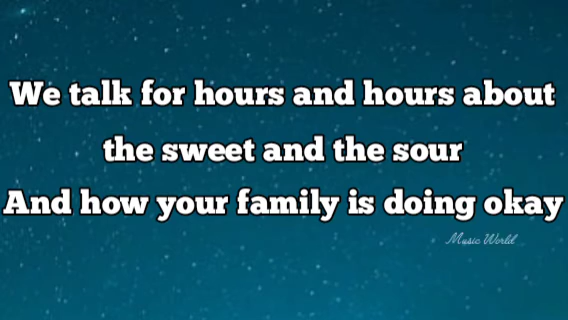 We talk for hours and hours about
the sweet and the sour
And how your family is doing okay
Music World